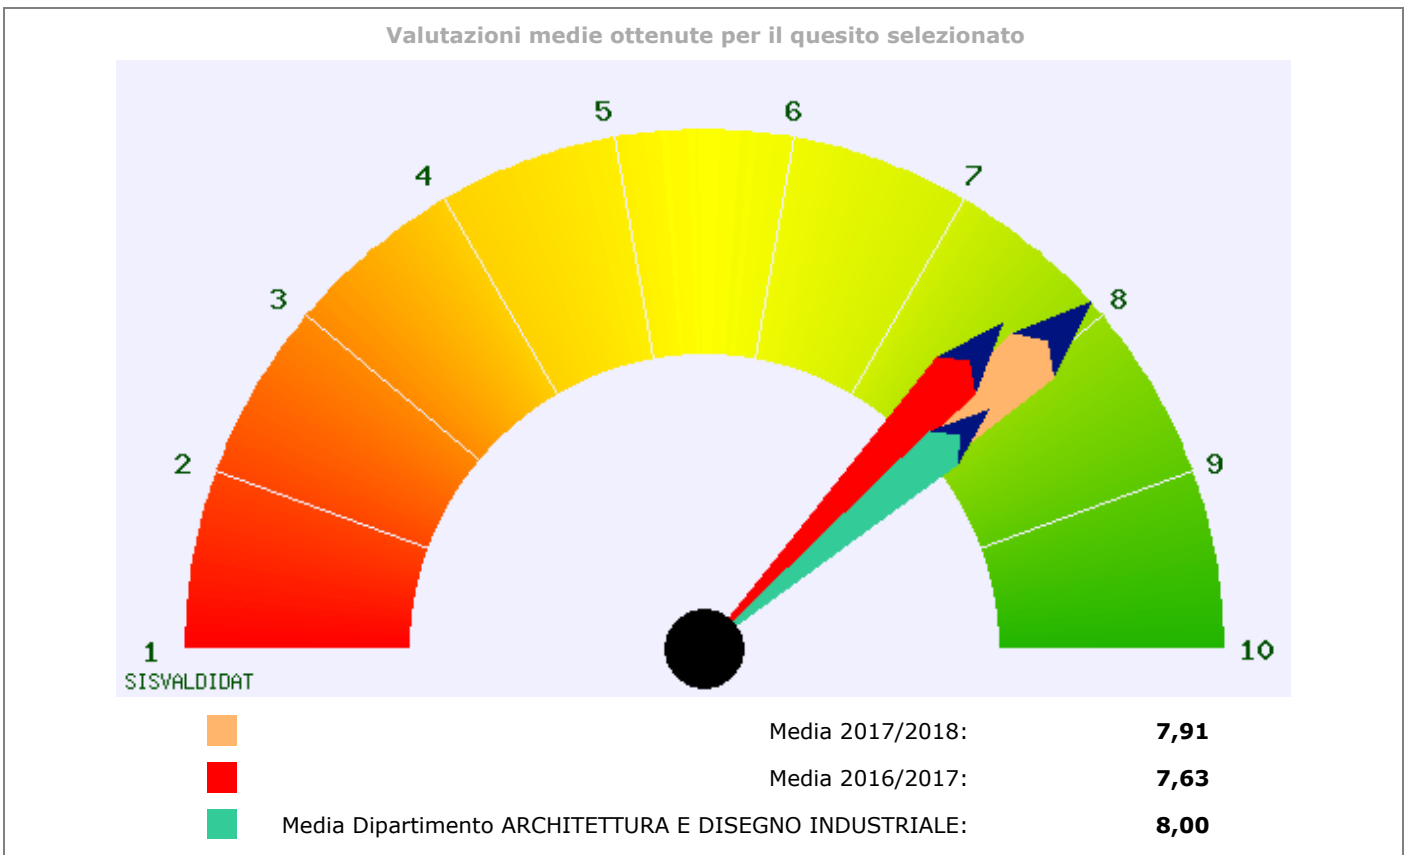 Valutazioni medie ottenute per il quesito selezionato
5
6
4
7
3
8
2
9
1
10
SISVALDIDAT
Media 2017/2018: 7,91
Media 2016/2017: 7,63
Media Dipartimento ARCHITETTURA E DISEGNO INDUSTRIALE: 8,00